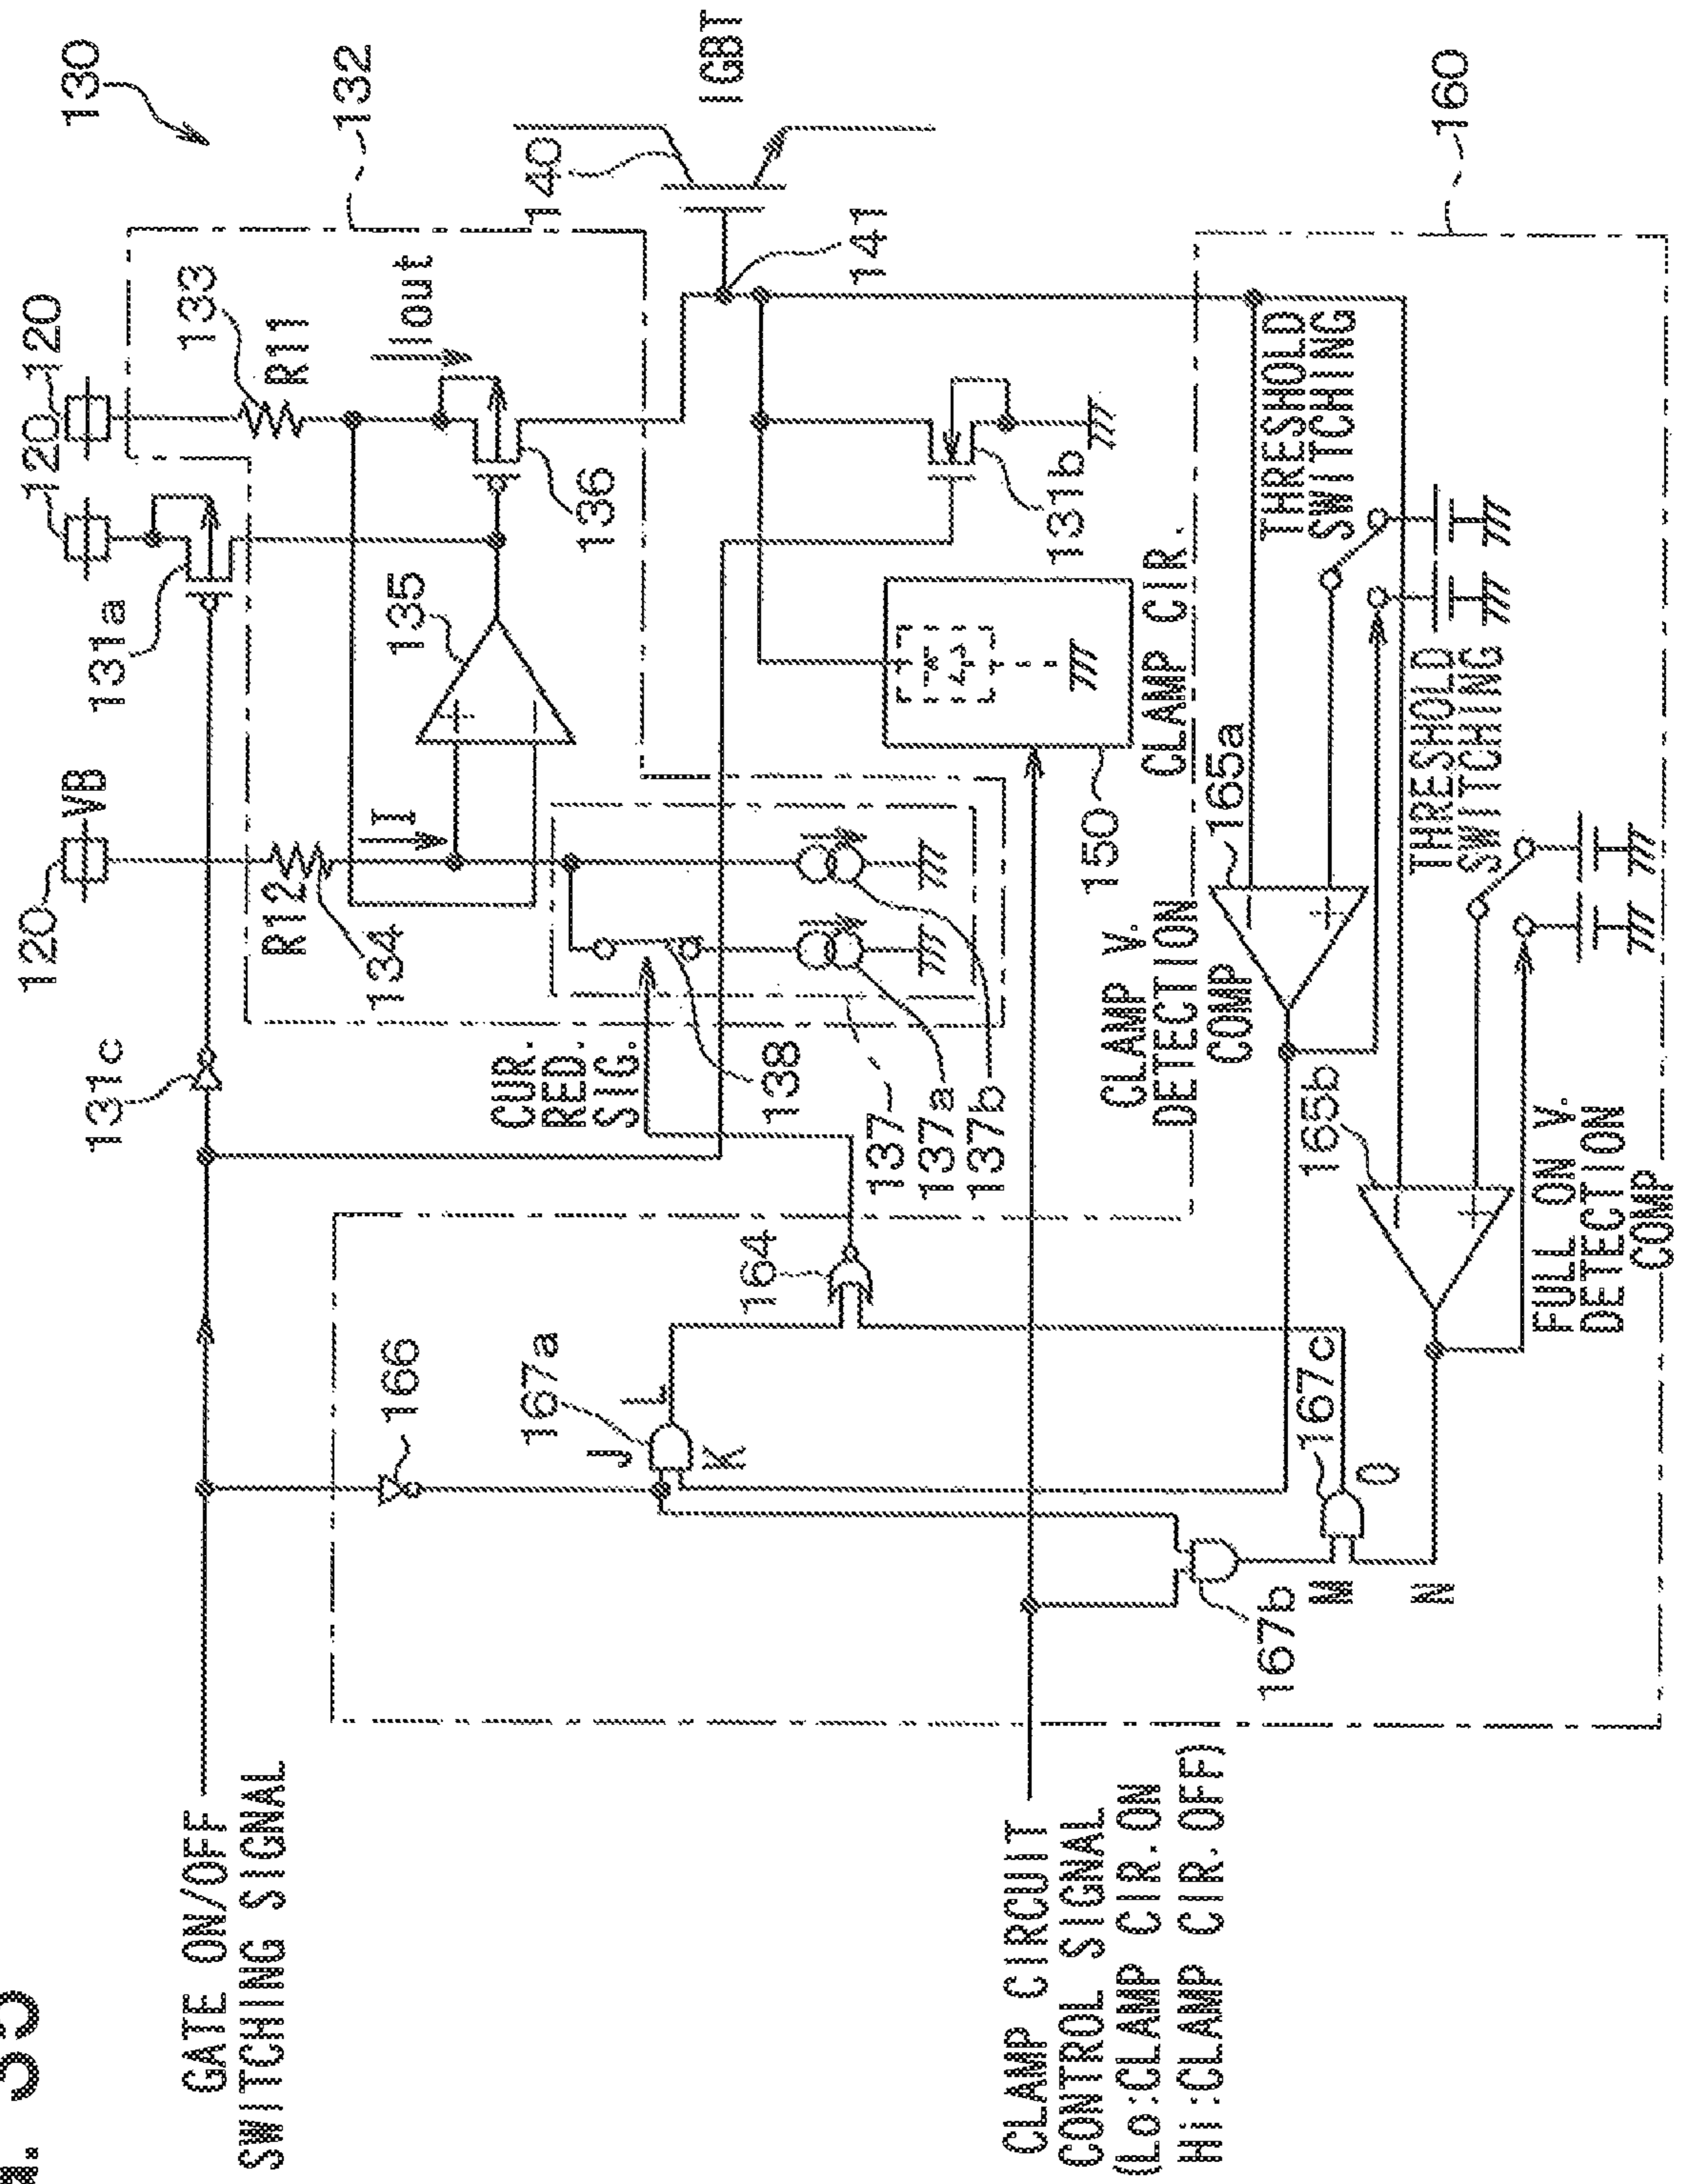 35
130
120
120
120
VB
131a
133
R11
Iout
132
131c
R12
134
I
135
136
140
IGBT
141
CUR.
RED.
SIG.
138
137
137a
137b
131b
150
CLAMP CIR.
GATE ON/OFF
SWITCHING SIGNAL
166
167a
J
K
L
164
CLAMP V.
DETECTION
COMP
165a
THRESHOLD
SWITCHING
160
CLAMP CIRCUIT
CONTROL SIGNAL
(Lo:CLAMP CIR.ON
Hi:CLAMP CIR.OFF)
167b
M
N
167c
O
165b
THRESHOLD
SWITCHING
FULL ON V.
DETECTION
COMP